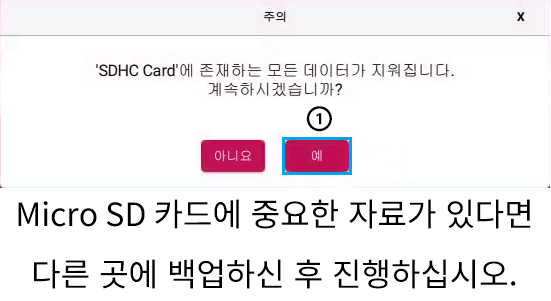 주의
X
'SDHC Card'에 존재하는 모든 데이터가 지워집니다.
계속하시겠습니까?
①
아니요
예
Micro SD 카드에 중요한 자료가 있다면
다른 곳에 백업하신 후 진행하십시오.